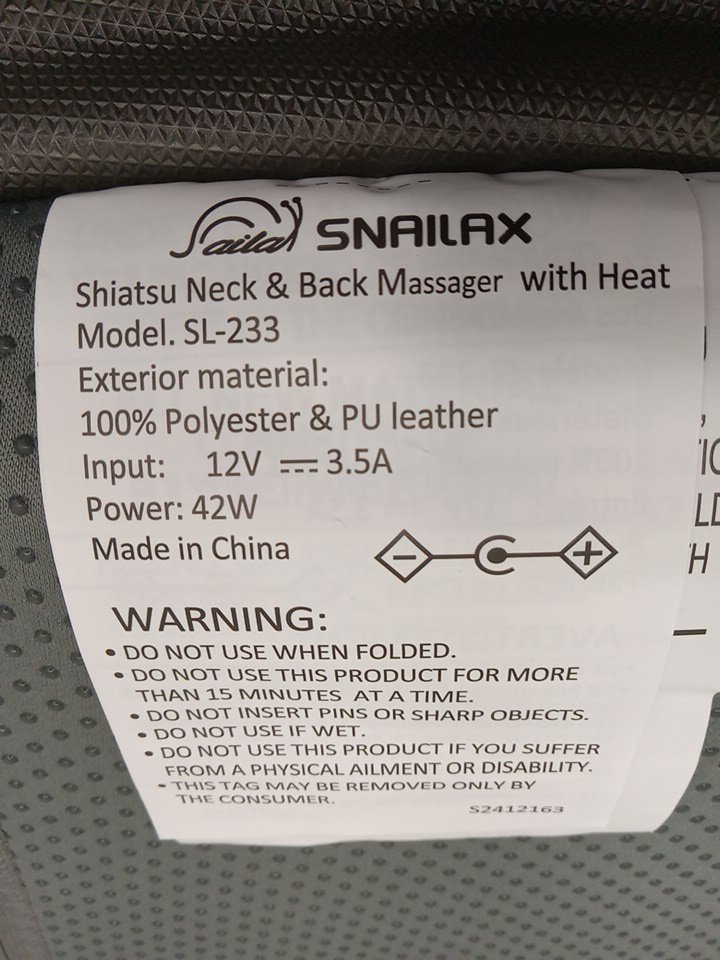 Sailax SNAILAX
Shiatsu Neck & Back Massager with Heat
Model. SL-233
Exterior material:
100% Polyester & PU leather
Input: 12V ⎓ 3.5A
Power: 42W
Made in China
− +
WARNING:
• DO NOT USE WHEN FOLDED.
• DO NOT USE THIS PRODUCT FOR MORE
THAN 15 MINUTES AT A TIME.
• DO NOT INSERT PINS OR SHARP OBJECTS.
• DO NOT USE IF WET.
• DO NOT USE THIS PRODUCT IF YOU SUFFER
FROM A PHYSICAL AILMENT OR DISABILITY.
• THIS TAG MAY BE REMOVED ONLY BY
THE CONSUMER.
S2412163